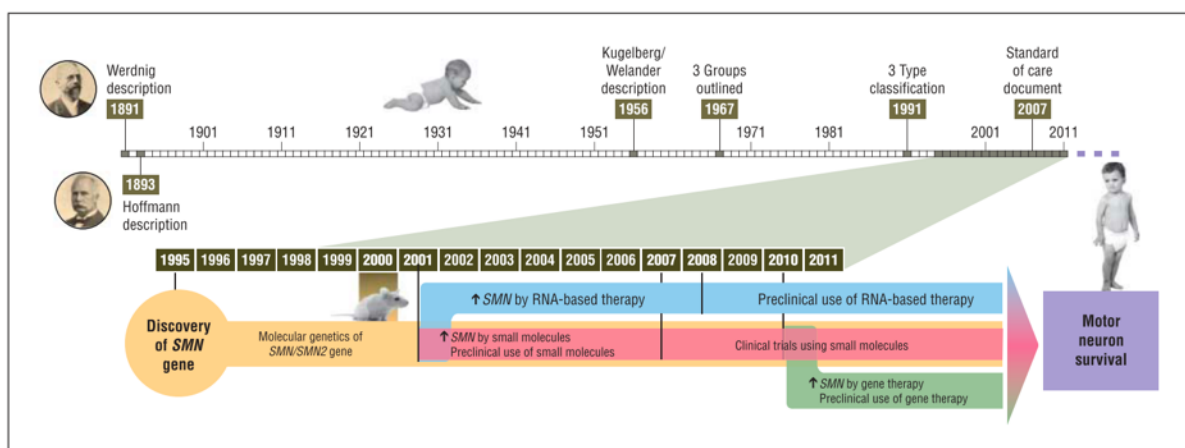 Werdnig
description
1891
Kugelberg/
Welander
description
1956
3 Groups
outlined
1967
3 Type
classification
1991
Standard
of care
document
2007
1901
1911
1921
1931
1941
1951
1971
1981
2001
2011
1893
Hoffmann
description
1995 1996 1997 1998 1999 2000 2001 2002 2003 2004 2005 2006 2007 2008 2009 2010 2011
Discovery
of SMN
gene
Molecular genetics of
SMN/SMN2 gene
↑ SMN by RNA-based therapy
Preclinical use of RNA-based therapy
↑ SMN by small molecules
Preclinical use of small molecules
Clinical trials using small molecules
↑ SMN by gene therapy
Preclinical use of gene therapy
Motor
neuron
survival